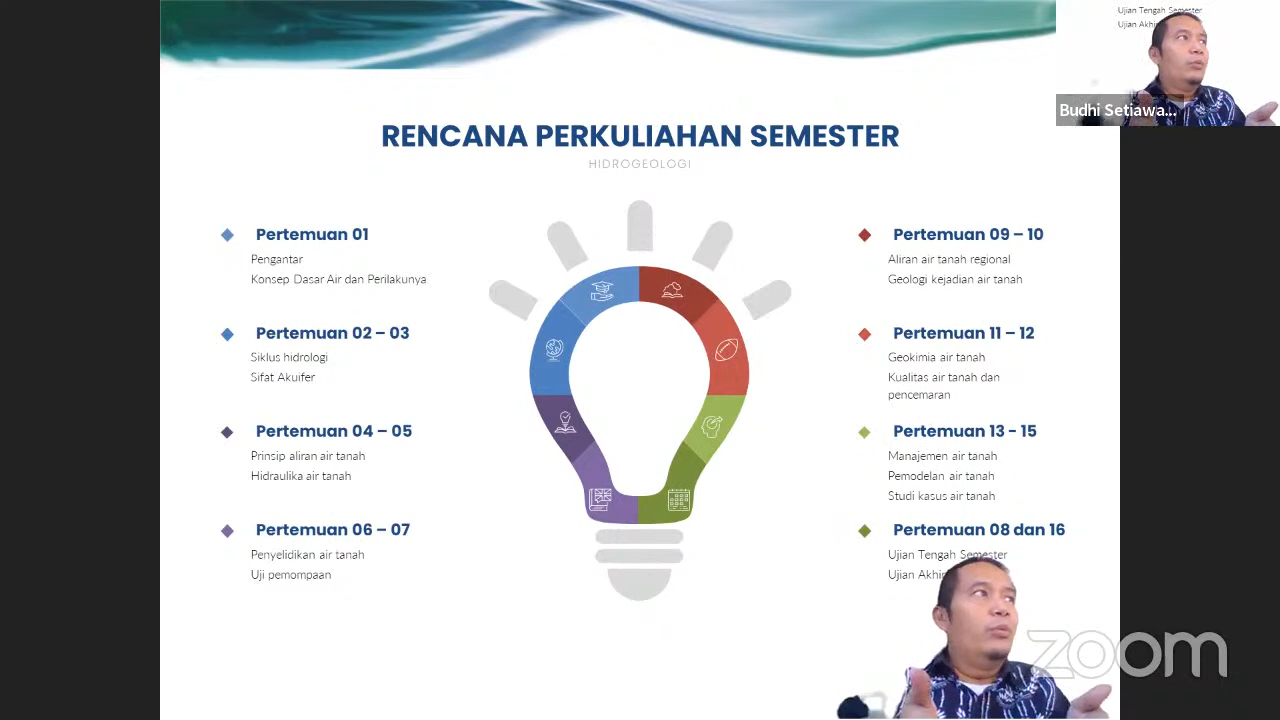 RENCANA PERKULIAHAN SEMESTER
HIDROGEOLOGI
Pertemuan 01
Pengantar
Konsep Dasar Air dan Perilakunya
Pertemuan 02 – 03
Siklus hidrologi
Sifat Akuifer
Pertemuan 04 – 05
Prinsip aliran air tanah
Hidraulika air tanah
Pertemuan 06 – 07
Penyelidikan air tanah
Uji pemompaan
Pertemuan 09 – 10
Aliran air tanah regional
Geologi kejadian air tanah
Pertemuan 11 – 12
Geokimia air tanah
Kualitas air tanah dan
pencemaran
Pertemuan 13 - 15
Manajemen air tanah
Pemodelan air tanah
Studi kasus air tanah
Pertemuan 08 dan 16
Ujian Tengah Semester
Ujian Akhir
Ujian Tengah Semester
Ujian Akhir
Budhi Setiawa...
zoom